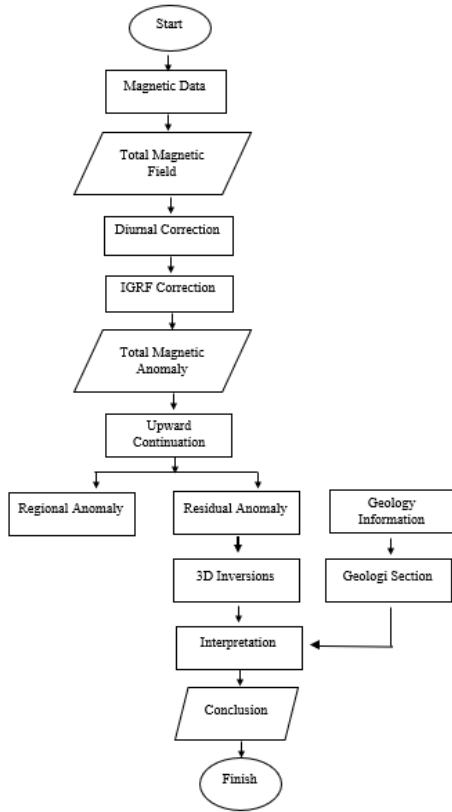 Start
Magnetic Data
Total Magnetic
Field
Diurnal Correction
IGRF Correction
Total Magnetic
Anomaly
Upward
Continuation
Regional Anomaly
Residual Anomaly
Geology
Information
3D Inversions
Geologi Section
Interpretation
Conclusion
Finish